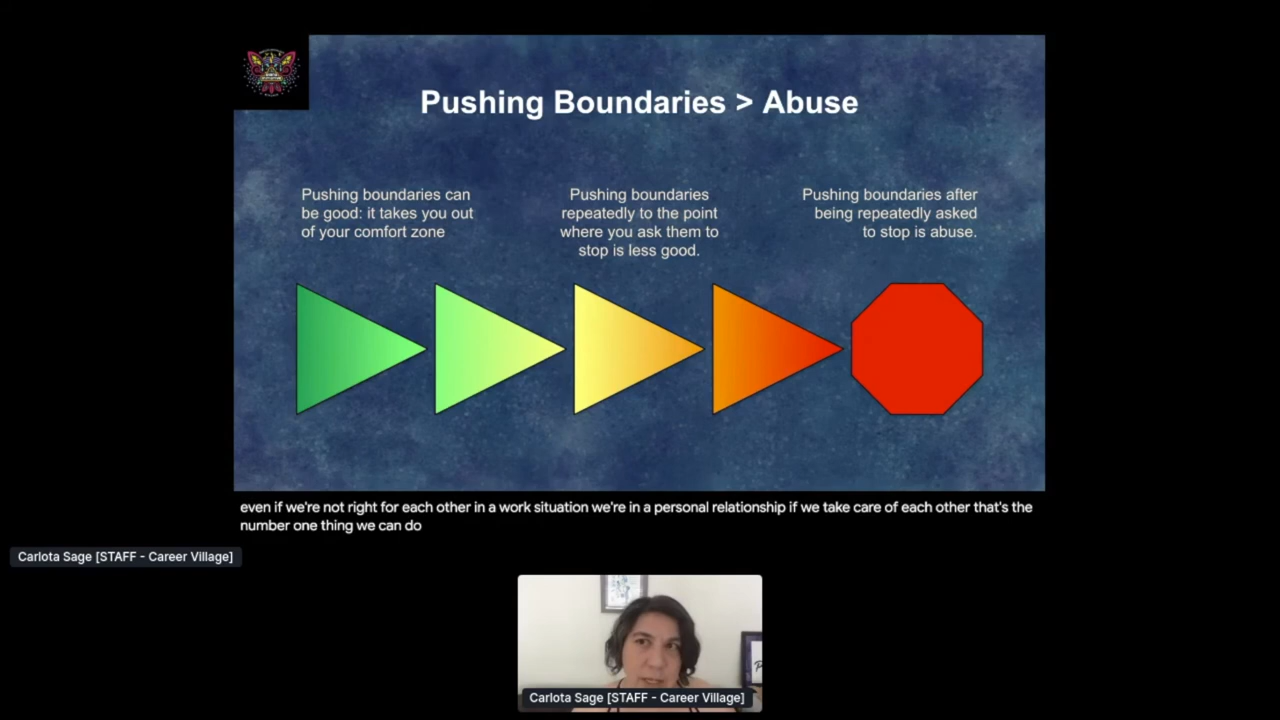 Pushing Boundaries > Abuse
Pushing boundaries can
be good: it takes you out
of your comfort zone
Pushing boundaries
repeatedly to the point
where you ask them to
stop is less good.
Pushing boundaries after
being repeatedly asked
to stop is abuse.
even if we're not right for each other in a work situation we're in a personal relationship if we take care of each other that's the
number one thing we can do
Carlota Sage [STAFF - Career Village]
Carlota Sage [STAFF - Career Village]